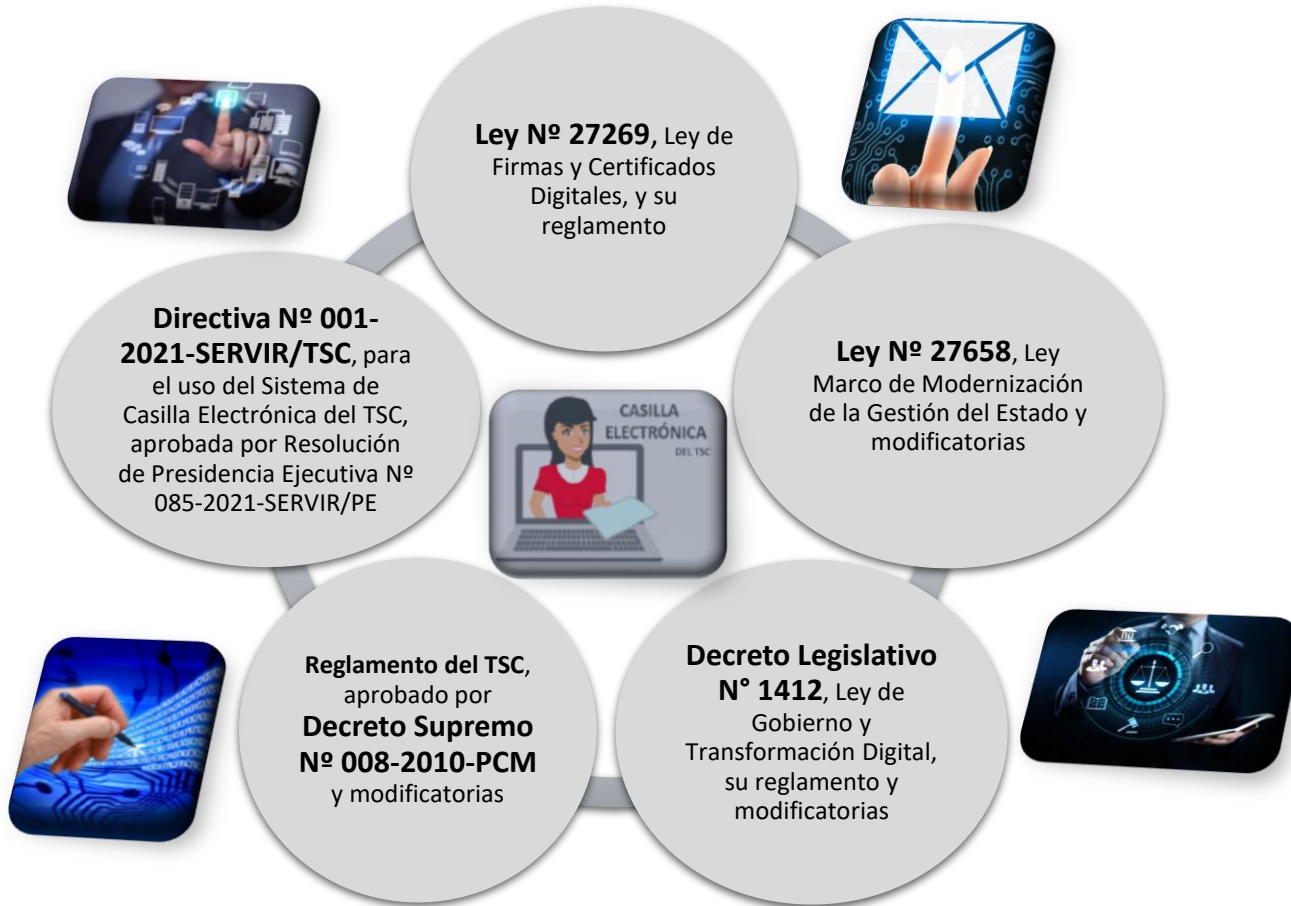 Ley Nº 27269, Ley de
Firmas y Certificados
Digitales, y su
reglamento
Directiva Nº 001-
2021-SERVIR/TSC, para
el uso del Sistema de
Casilla Electrónica del TSC,
aprobada por Resolución
de Presidencia Ejecutiva Nº
085-2021-SERVIR/PE
Ley Nº 27658, Ley
Marco de Modernización
de la Gestión del Estado y
modificatorias
CASILLA
ELECTRÓNICA
DEL TSC
Reglamento del TSC,
aprobado por
Decreto Supremo
Nº 008-2010-PCM
y modificatorias
Decreto Legislativo
N° 1412, Ley de
Gobierno y
Transformación Digital,
su reglamento y
modificatorias